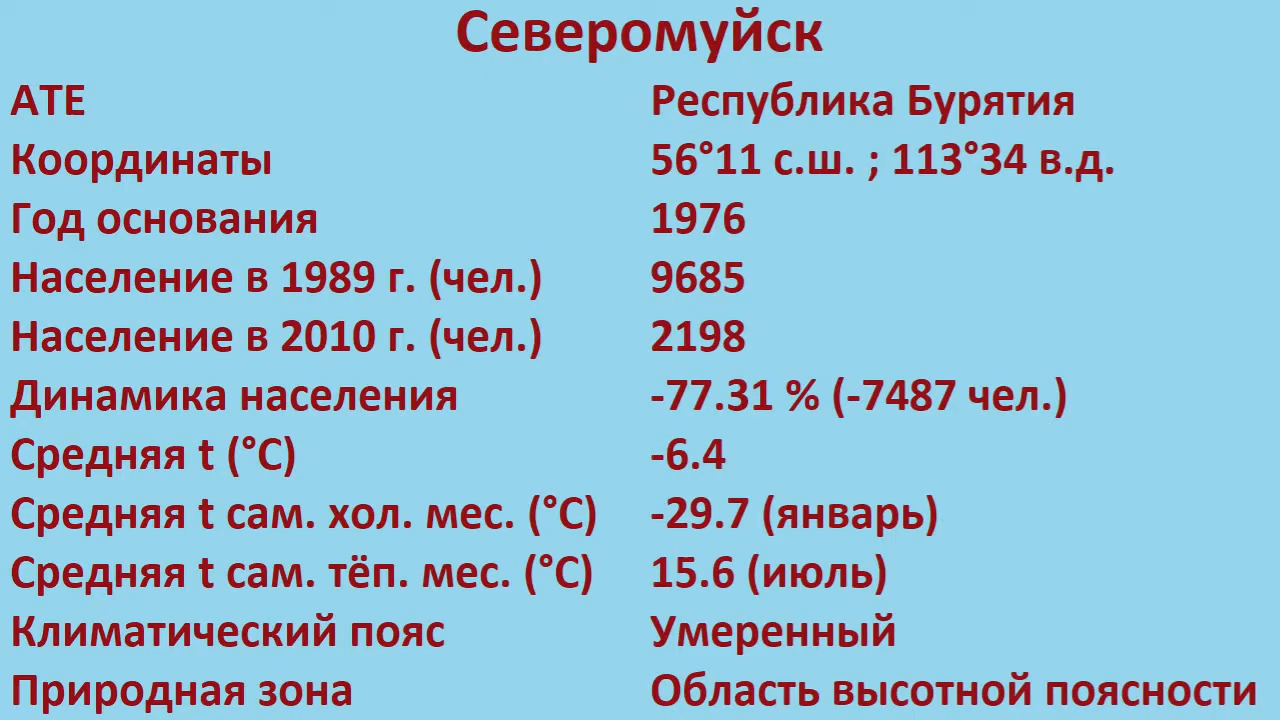 Северомуйск
АТЕ Республика Бурятия
Координаты 56°11 с.ш. ; 113°34 в.д.
Год основания 1976
Население в 1989 г. (чел.) 9685
Население в 2010 г. (чел.) 2198
Динамика населения -77.31 % (-7487 чел.)
Средняя t (°C) -6.4
Средняя t сам. хол. мес. (°C) -29.7 (январь)
Средняя t сам. тёп. мес. (°C) 15.6 (июль)
Климатический пояс Умеренный
Природная зона Область высотной поясности